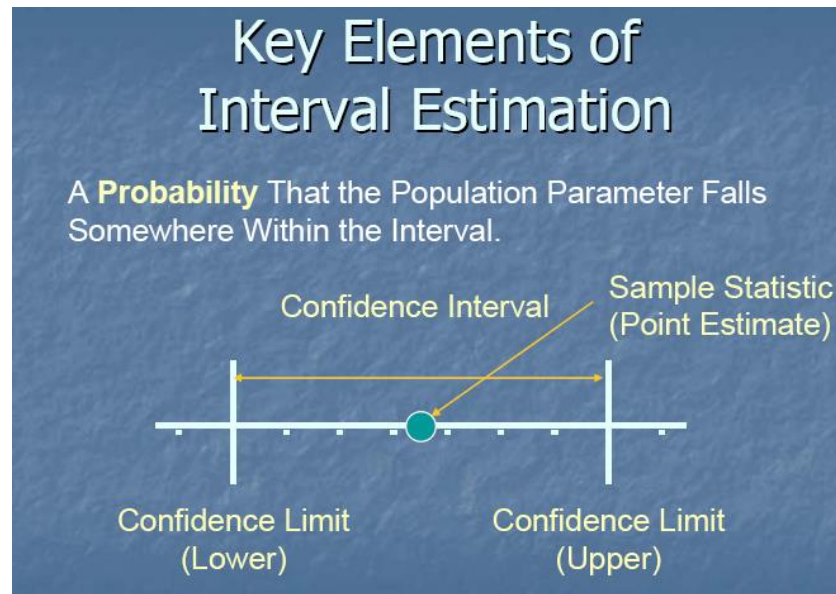 Key Elements of
Interval Estimation
A Probability That the Population Parameter Falls
Somewhere Within the Interval.
Confidence Interval
Sample Statistic
(Point Estimate)
Confidence Limit
(Lower)
Confidence Limit
(Upper)